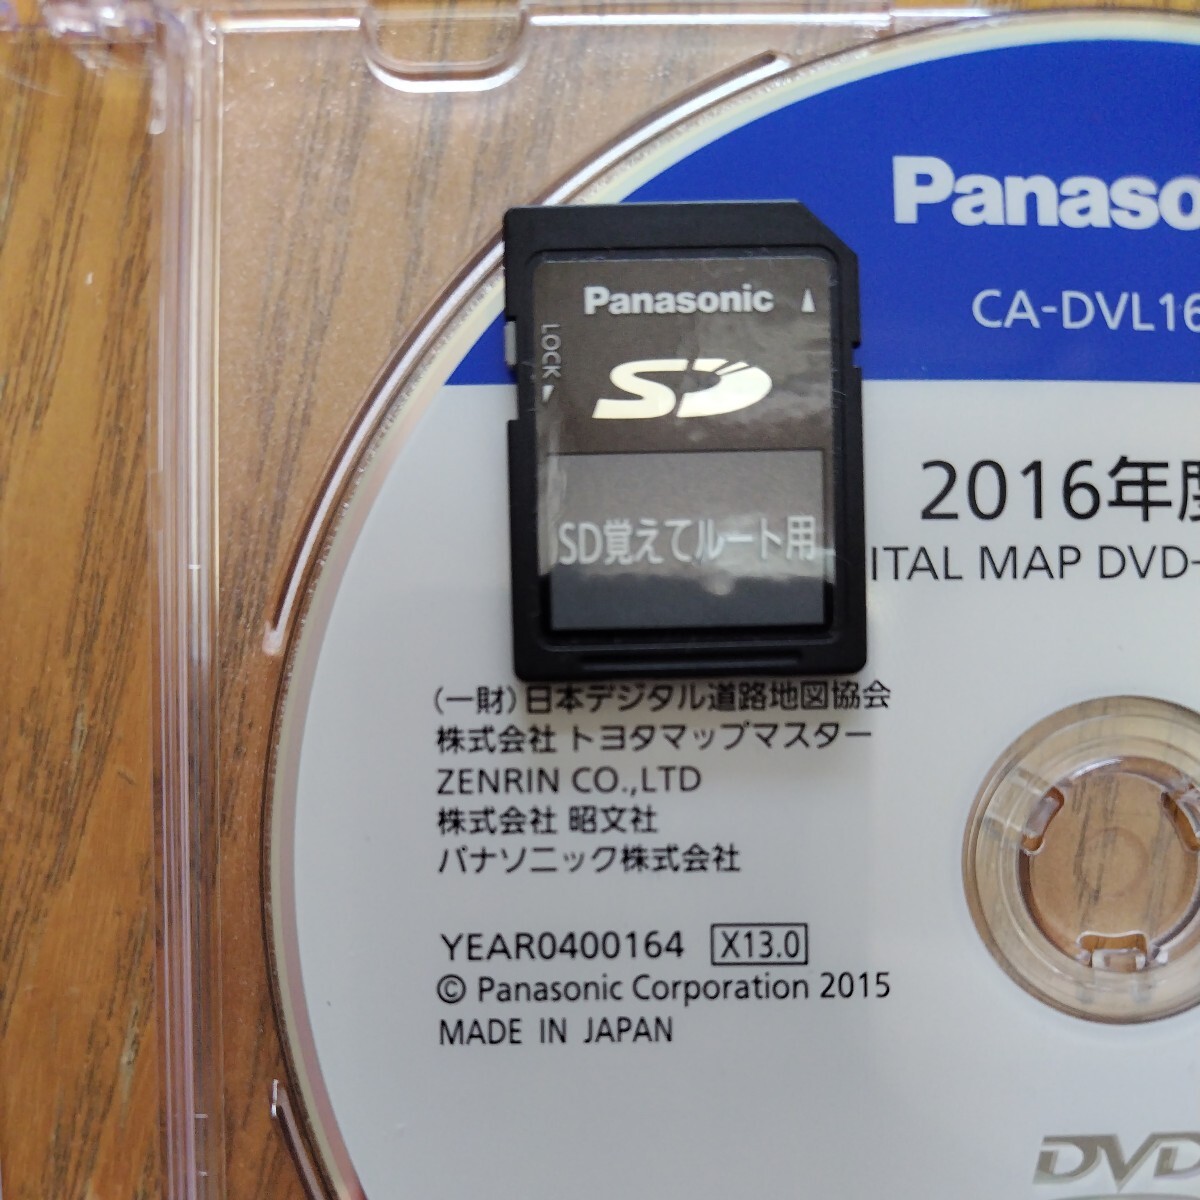 Panaso
CA-DVL16
Panasonic
LOCK
SD
SD覚えてルート用
2016年度
ITAL MAP DVD-
(一財)日本デジタル道路地図協会
株式会社 トヨタマップマスター
ZENRIN CO.,LTD
株式会社 昭文社
パナソニック株式会社
YEAR0400164 X13.0
© Panasonic Corporation 2015
MADE IN JAPAN
DVD